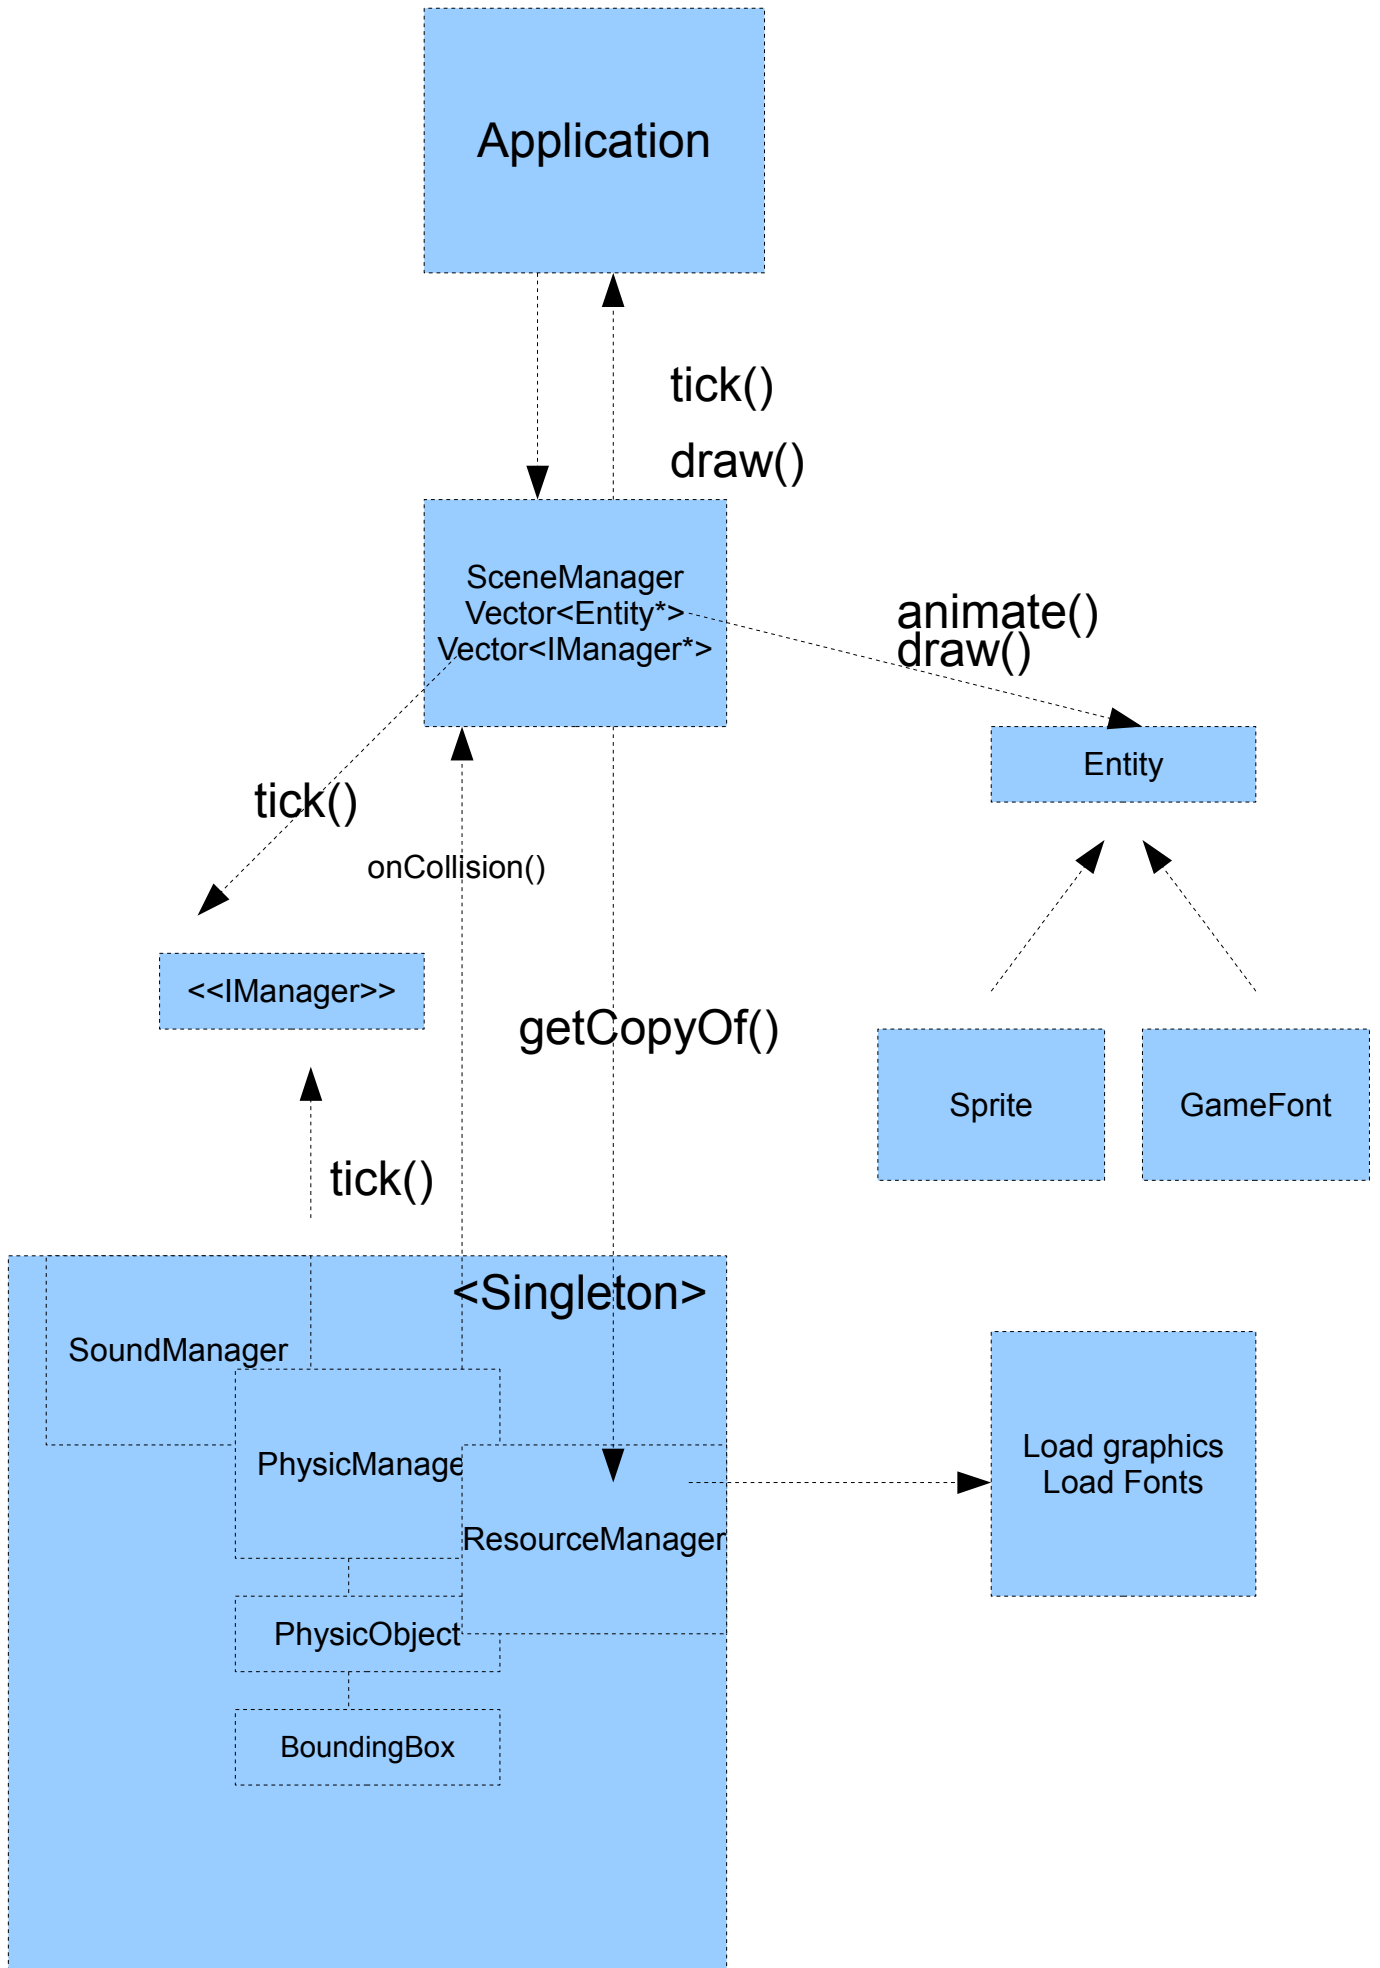 Application
tick()
draw()
SceneManager
Vector<Entity*>
Vector<IManager*>
animate()
draw()
Entity
tick()
onCollision()
<<IManager>>
getCopyOf()
Sprite
GameFont
tick()
<Singleton>
SoundManager
PhysicManage
Load graphics
Load Fonts
ResourceManager
PhysicObject
BoundingBox